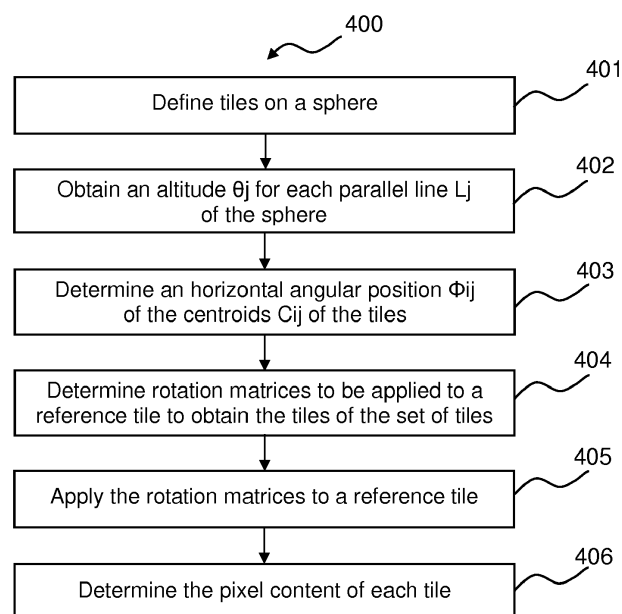 400
401
Define tiles on a sphere
402
Obtain an altitude θj for each parallel line Lj
of the sphere
403
Determine an horizontal angular position Φij
of the centroids Cij of the tiles
404
Determine rotation matrices to be applied to a
reference tile to obtain the tiles of the set of tiles
405
Apply the rotation matrices to a reference tile
406
Determine the pixel content of each tile